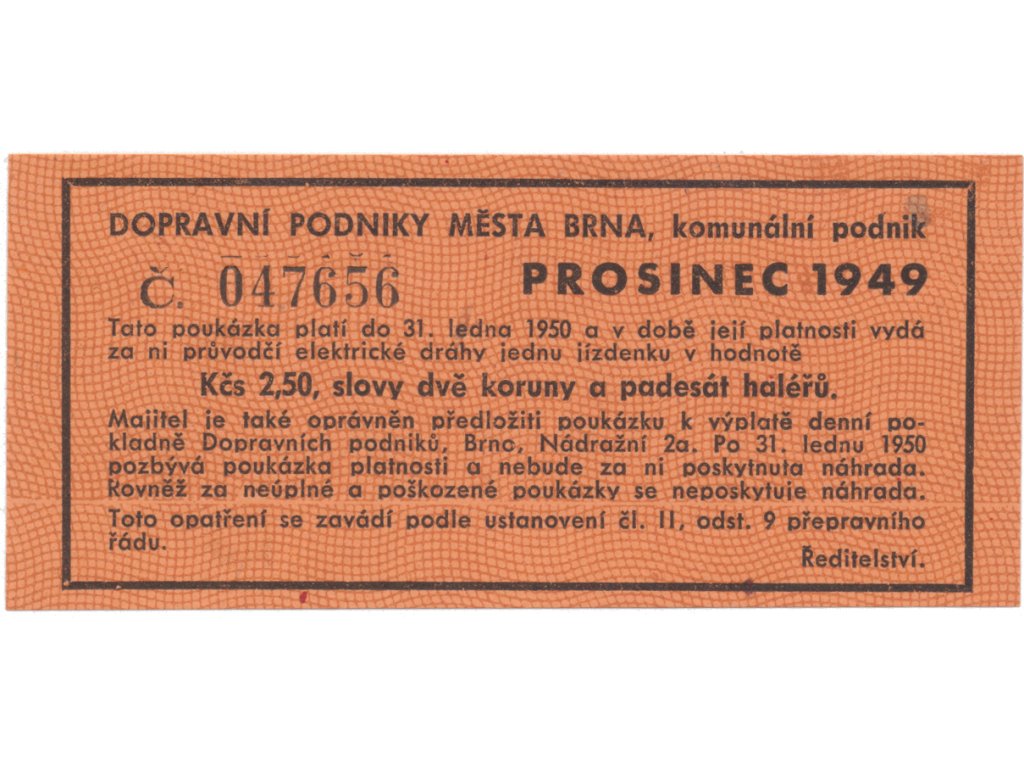 DOPRAVNÍ PODNIKY MĚSTA BRNA, komunální podnik
Č. 047656 PROSINEC 1949
Tato poukázka platí do 31. ledna 1950 a v době její platnosti vydá
za ni průvodčí elektrické dráhy jednu jízdenku v hodnotě
Kčs 2,50, slovy dvě koruny a padesát haléřů.
Majitel je také oprávněn předložiti poukázku k výplatě denní po-
kladně Dopravních podniků, Brno, Nádražní 2a. Po 31. lednu 1950
pozbývá poukázka platnosti a nebude za ni poskytnuta náhrada.
Rovněž za neúplné a poškozené poukázky se neposkytuje náhrada.
Toto opatření se zavádí podle ustanovení čl. II, odst. 9 přepravního
řádu.
Ředitelství.